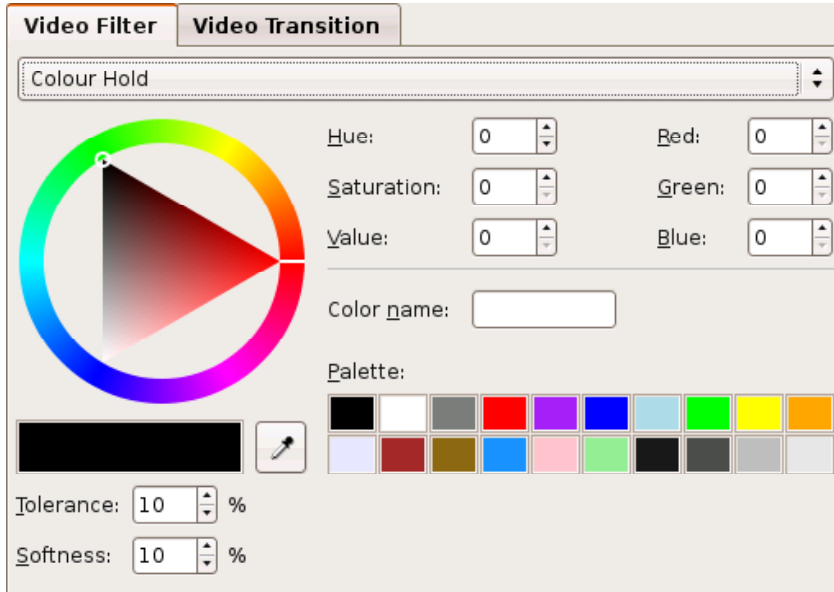 Video Filter Video Transition
Colour Hold
Hue: 0 Red: 0
Saturation: 0 Green: 0
Value: 0 Blue: 0
Color name:
Palette:
Tolerance: 10 %
Softness: 10 %